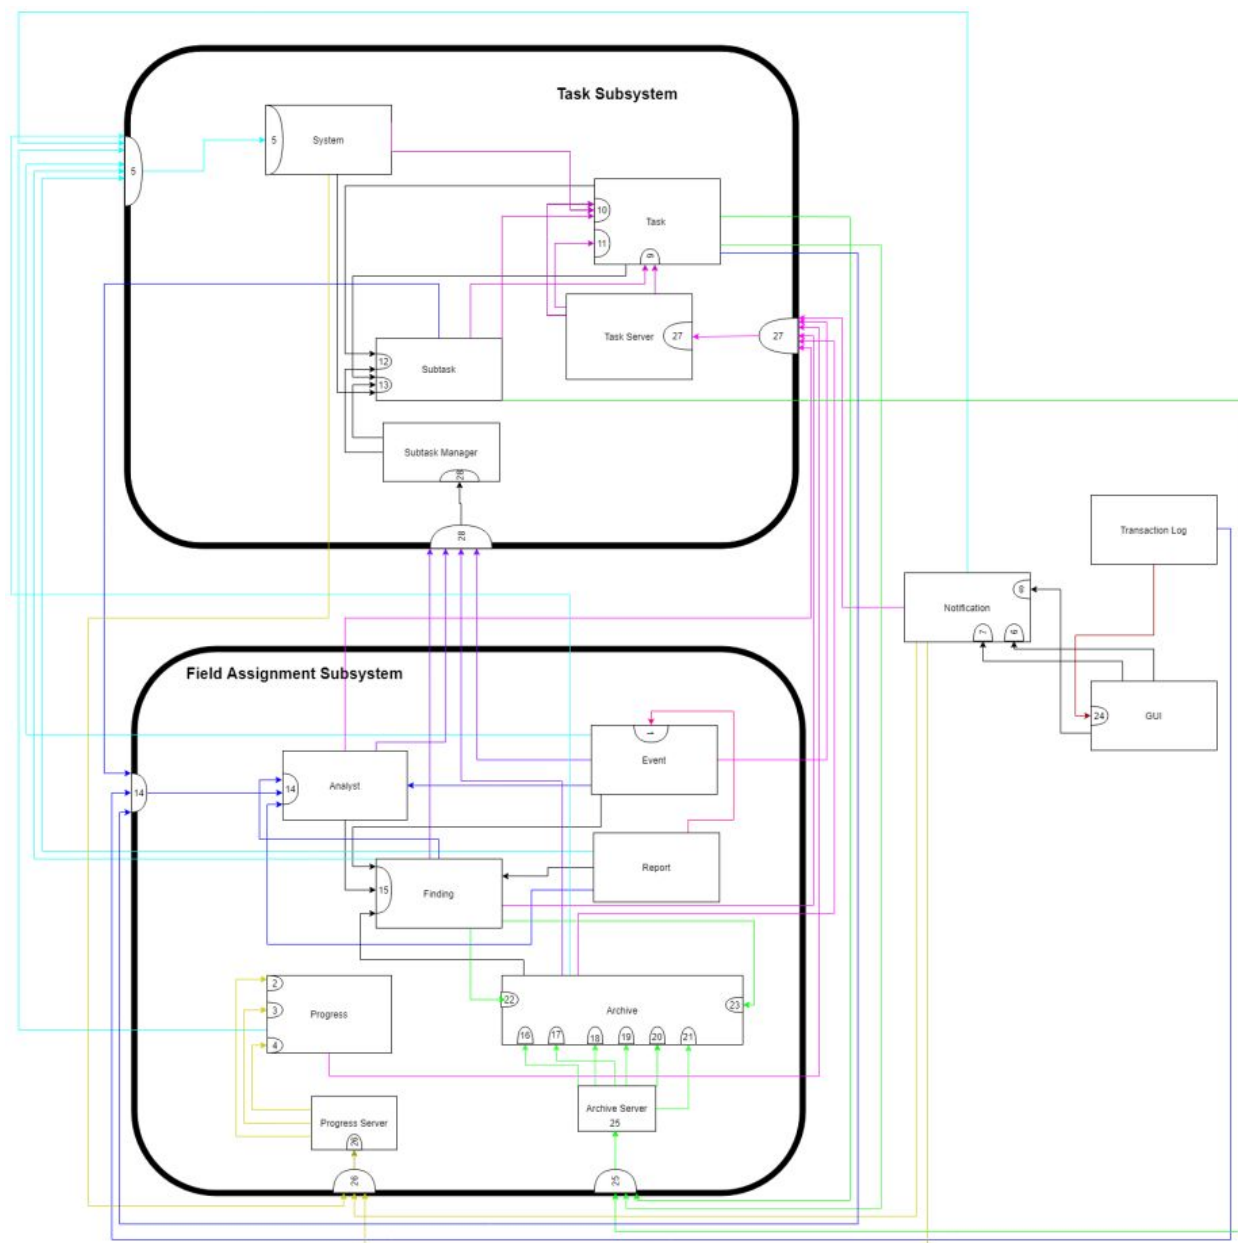 Task Subsystem
5
System
5
10
Task
11
9
Task Server
27
27
12
Subtask
13
Subtask Manager
28
28
Transaction Log
Notification
8
7
6
GUI
24
Field Assignment Subsystem
1
Event
14
14
Analyst
Report
15
Finding
2
3
Progress
4
22
23
Archive
16
17
18
19
20
21
Archive Server
25
Progress Server
26
26
25